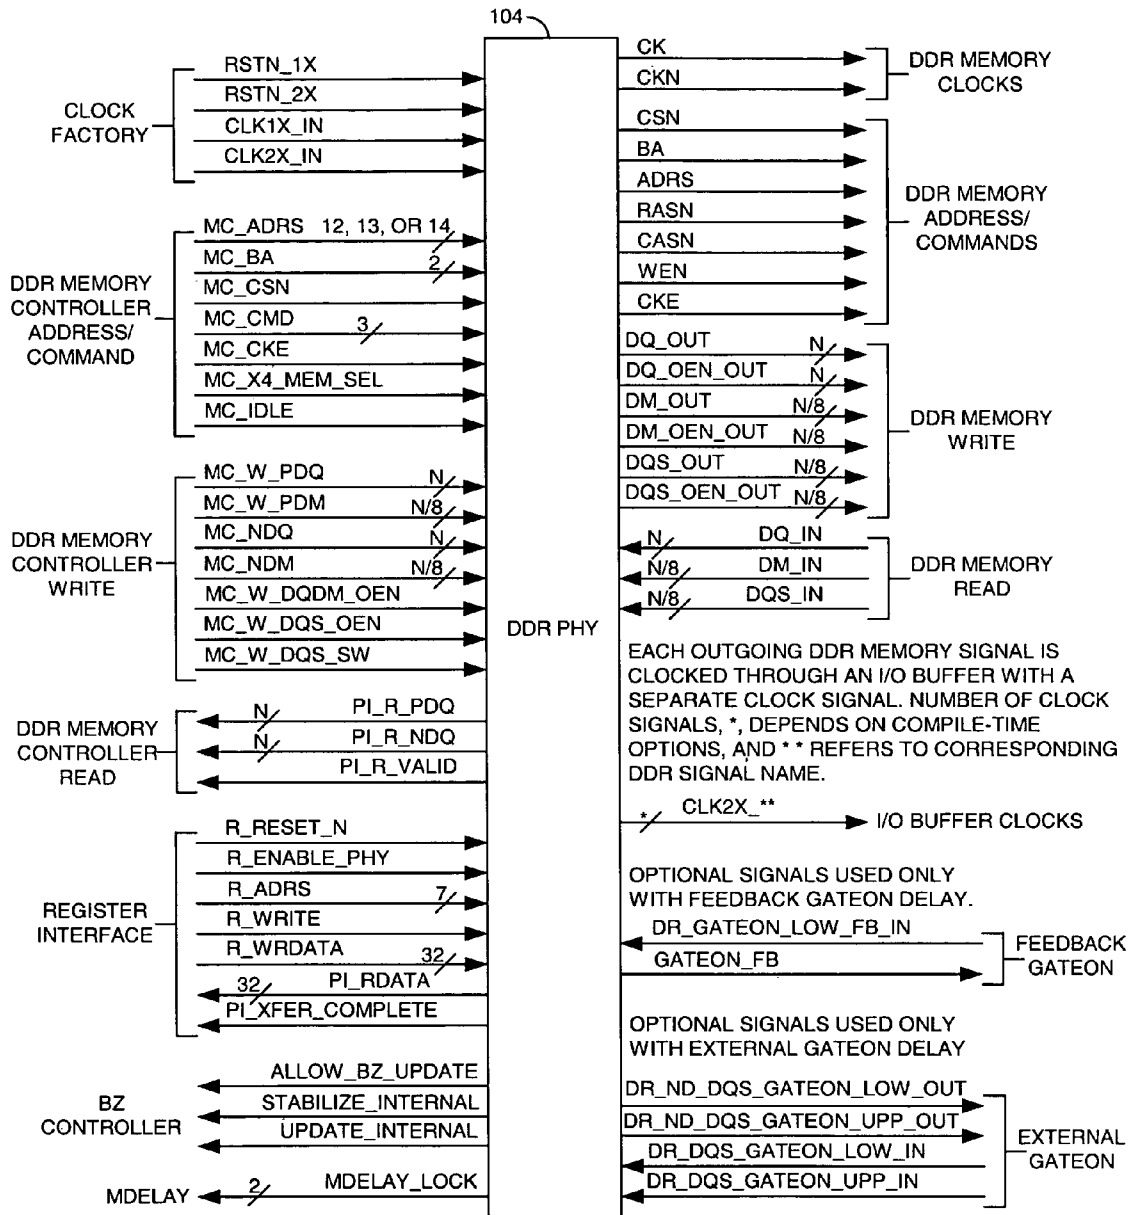 104
CLOCK
FACTORY
RSTN_1X
RSTN_2X
CLK1X_IN
CLK2X_IN
DDR MEMORY
CONTROLLER
ADDRESS/
COMMAND
MC_ADRS 12, 13, OR 14
MC_BA 2
MC_CSN
MC_CMD 3
MC_CKE
MC_X4_MEM_SEL
MC_IDLE
DDR MEMORY
CONTROLLER
WRITE
MC_W_PDQ N
MC_W_PDM N/8
MC_NDQ N
MC_NDM N/8
MC_W_DQDM_OEN
MC_W_DQS_OEN
MC_W_DQS_SW
DDR MEMORY
CONTROLLER
READ
N PI_R_PDQ
N PI_R_NDQ
PI_R_VALID
REGISTER
INTERFACE
R_RESET_N
R_ENABLE_PHY
R_ADRS 7
R_WRITE
R_WRDATA 32
32 PI_RDATA
PI_XFER_COMPLETE
BZ
CONTROLLER
ALLOW_BZ_UPDATE
STABILIZE_INTERNAL
UPDATE_INTERNAL
MDELAY 2 MDELAY_LOCK
DDR PHY
CK
CKN
DDR MEMORY
CLOCKS
CSN
BA
ADRS
RASN
CASN
WEN
CKE
DDR MEMORY
ADDRESS/
COMMANDS
DQ_OUT N
DQ_OEN_OUT N
DM_OUT N/8
DM_OEN_OUT N/8
DQS_OUT N/8
DQS_OEN_OUT N/8
DDR MEMORY
WRITE
N DQ_IN
N/8 DM_IN
N/8 DQS_IN
DDR MEMORY
READ
EACH OUTGOING DDR MEMORY SIGNAL IS
CLOCKED THROUGH AN I/O BUFFER WITH A
SEPARATE CLOCK SIGNAL. NUMBER OF CLOCK
SIGNALS, *, DEPENDS ON COMPILE-TIME
OPTIONS, AND * * REFERS TO CORRESPONDING
DDR SIGNAL NAME.
* CLK2X_** I/O BUFFER CLOCKS
OPTIONAL SIGNALS USED ONLY
WITH FEEDBACK GATEON DELAY.
DR_GATEON_LOW_FB_IN
GATEON_FB
FEEDBACK
GATEON
OPTIONAL SIGNALS USED ONLY
WITH EXTERNAL GATEON DELAY
DR_ND_DQS_GATEON_LOW_OUT
DR_ND_DQS_GATEON_UPP_OUT
DR_DQS_GATEON_LOW_IN
DR_DQS_GATEON_UPP_IN
EXTERNAL
GATEON